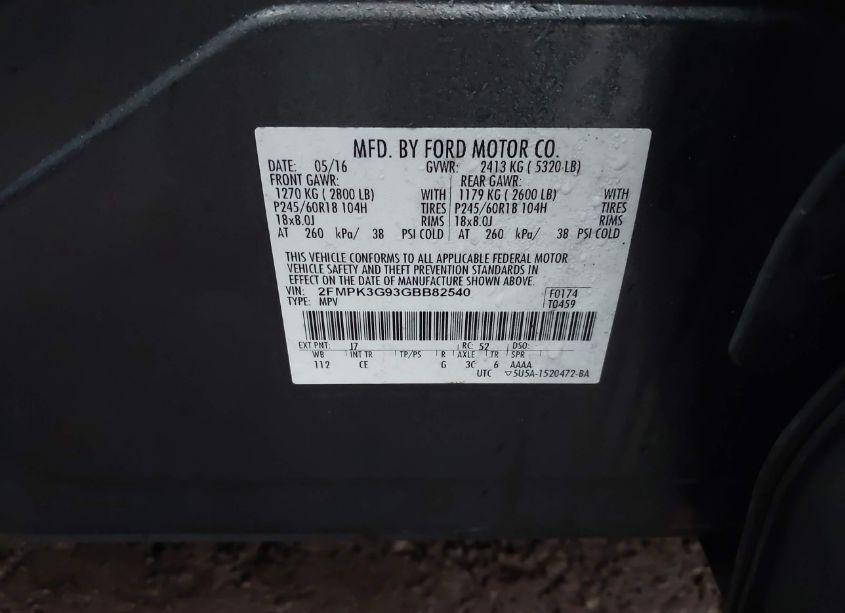 MFD. BY FORD MOTOR CO.
DATE: 05/16 GVWR: 2413 KG ( 5320 LB)
FRONT GAWR: REAR GAWR:
1270 KG ( 2800 LB) WITH 1179 KG ( 2600 LB) WITH
P245/60R18 104H TIRES P245/60R18 104H TIRES
18x8.0J RIMS 18x8.0J RIMS
AT 260 kPa/ 38 PSI COLD AT 260 kPa/ 38 PSI COLD
THIS VEHICLE CONFORMS TO ALL APPLICABLE FEDERAL MOTOR
VEHICLE SAFETY AND THEFT PREVENTION STANDARDS IN
EFFECT ON THE DATE OF MANUFACTURE SHOWN ABOVE.
VIN: 2FMPK3G93GBB82540 F0174
TYPE: MPV T0459
EXT PNT: J7 RC: 52 DSO:
WB INT TR TP/PS R AXLE TR SPR
112 CE G 3C 6 AAAA
UTC ▽5U5A-1520472-BA